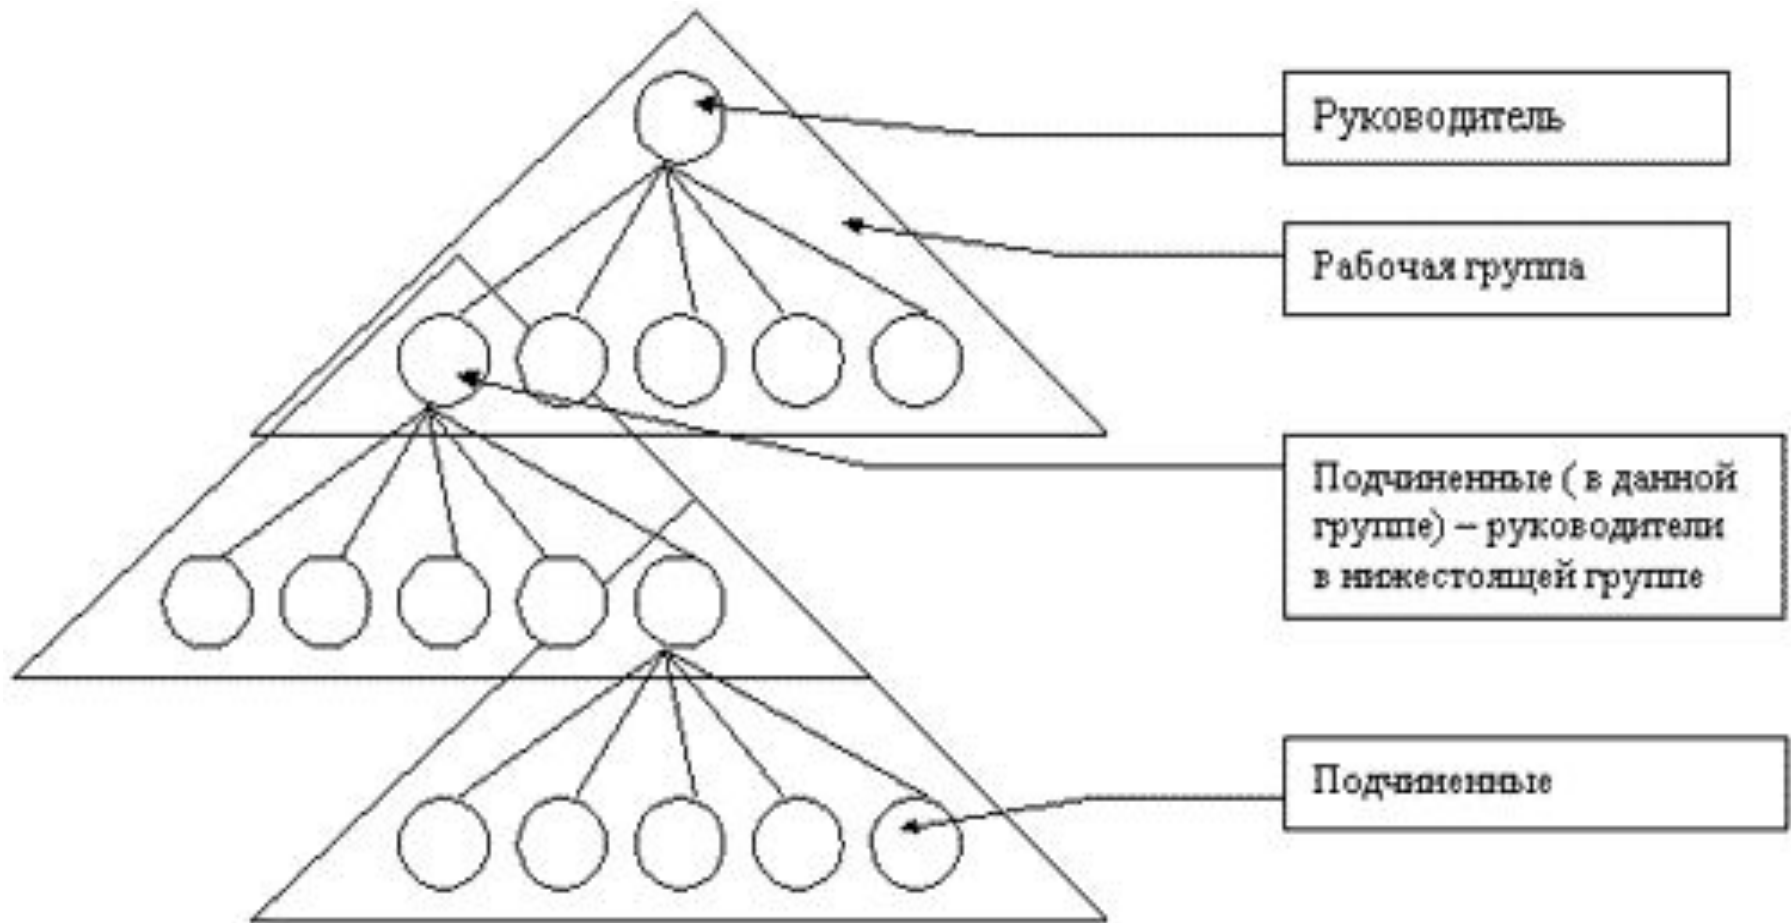 Руководитель
Рабочая группа
Подчиненные ( в данной
группе) – руководители
в нижестоящей группе
Подчиненные